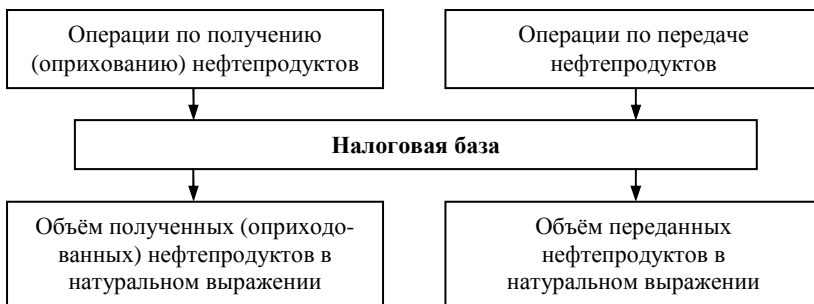 Операции по получению
(оприхованию) нефтепродуктов
Операции по передаче
нефтепродуктов
Налоговая база
Объём полученных (оприходо-
ванных) нефтепродуктов в
натуральном выражении
Объем переданных
нефтепродуктов в
натуральном выражении